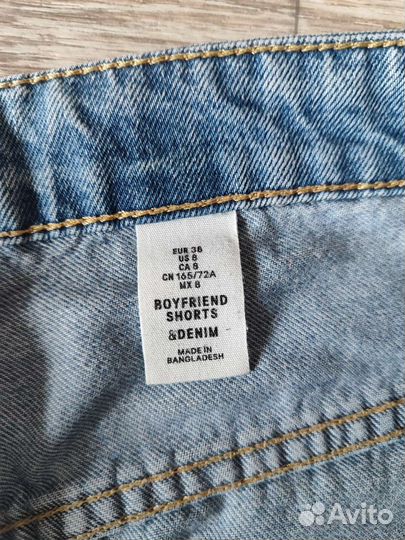 EUR 38
US 8
CA 8
CN 165/72A
MX 8
BOYFRIEND
SHORTS
&DENIM
MADE IN
BANGLADESH
Avito